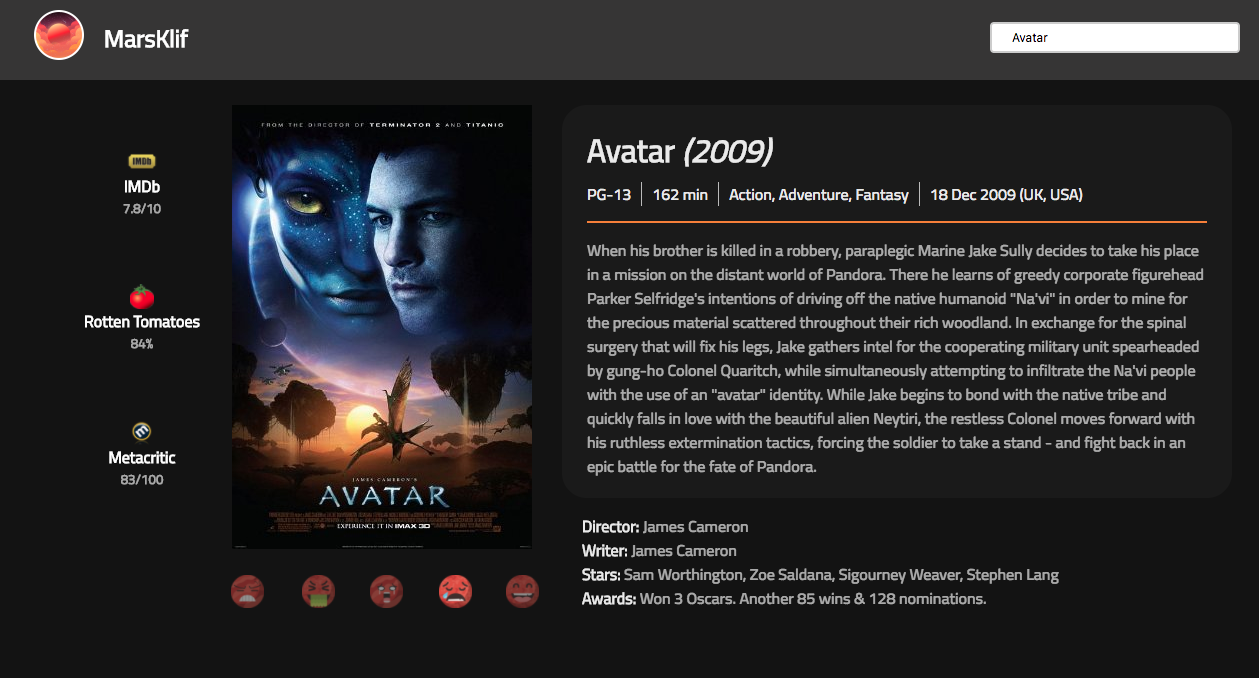 MarsKlif
Avatar
IMDb
IMDb
7.8/10
Rotten Tomatoes
84%
Metacritic
83/100
FROM THE DIRECTOR OF TERMINATOR 2 AND TITANIC
JAMES CAMERON'S
AVATAR
EXPERIENCE IT IN IMAX 3D
Avatar (2009)
PG-13 | 162 min | Action, Adventure, Fantasy | 18 Dec 2009 (UK, USA)
When his brother is killed in a robbery, paraplegic Marine Jake Sully decides to take his place
in a mission on the distant world of Pandora. There he learns of greedy corporate figurehead
Parker Selfridge's intentions of driving off the native humanoid "Na'vi" in order to mine for
the precious material scattered throughout their rich woodland. In exchange for the spinal
surgery that will fix his legs, Jake gathers intel for the cooperating military unit spearheaded
by gung-ho Colonel Quaritch, while simultaneously attempting to infiltrate the Na'vi people
with the use of an "avatar" identity. While Jake begins to bond with the native tribe and
quickly falls in love with the beautiful alien Neytiri, the restless Colonel moves forward with
his ruthless extermination tactics, forcing the soldier to take a stand - and fight back in an
epic battle for the fate of Pandora.
Director: James Cameron
Writer: James Cameron
Stars: Sam Worthington, Zoe Saldana, Sigourney Weaver, Stephen Lang
Awards: Won 3 Oscars. Another 85 wins & 128 nominations.